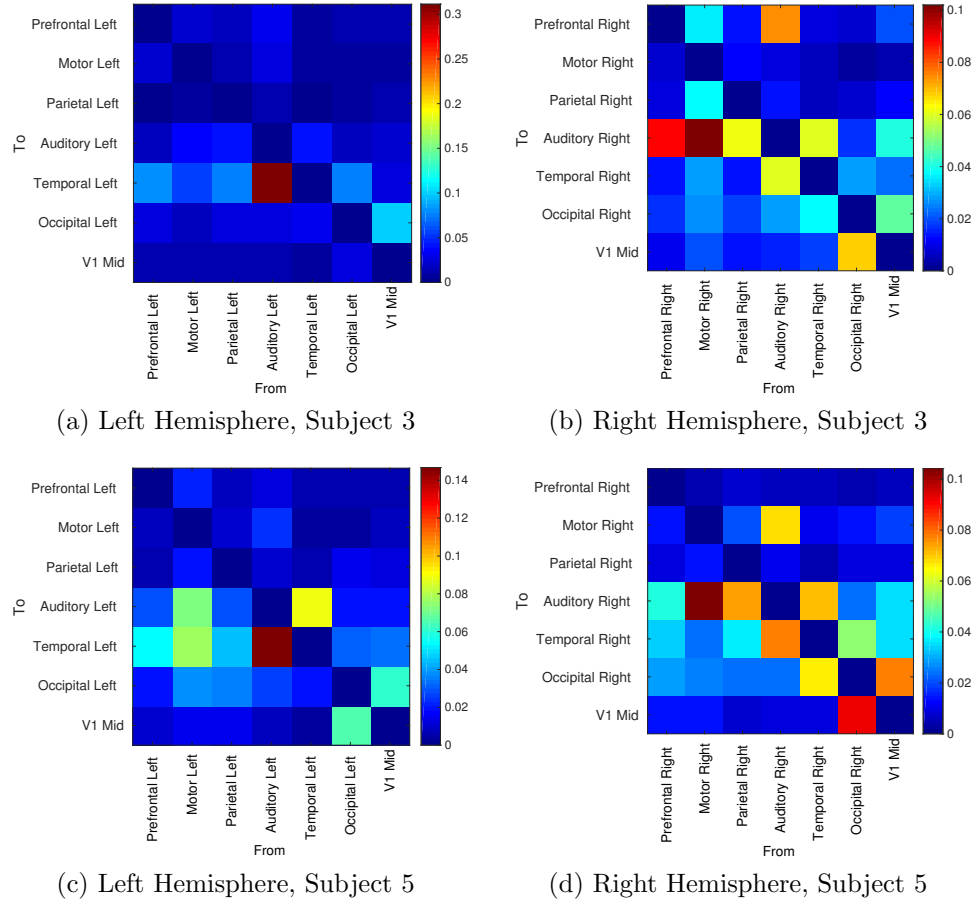 To
Prefrontal Left
Motor Left
Parietal Left
Auditory Left
Temporal Left
Occipital Left
V1 Mid
Prefrontal Left
Motor Left
Parietal Left
Auditory Left
Temporal Left
Occipital Left
V1 Mid
From
0.3
0.25
0.2
0.15
0.1
0.05
0
(a) Left Hemisphere, Subject 3
To
Prefrontal Right
Motor Right
Parietal Right
Auditory Right
Temporal Right
Occipital Right
V1 Mid
Prefrontal Right
Motor Right
Parietal Right
Auditory Right
Temporal Right
Occipital Right
V1 Mid
From
0.1
0.08
0.06
0.04
0.02
0
(b) Right Hemisphere, Subject 3
To
Prefrontal Left
Motor Left
Parietal Left
Auditory Left
Temporal Left
Occipital Left
V1 Mid
Prefrontal Left
Motor Left
Parietal Left
Auditory Left
Temporal Left
Occipital Left
V1 Mid
From
0.14
0.12
0.1
0.08
0.06
0.04
0.02
0
(c) Left Hemisphere, Subject 5
To
Prefrontal Right
Motor Right
Parietal Right
Auditory Right
Temporal Right
Occipital Right
V1 Mid
Prefrontal Right
Motor Right
Parietal Right
Auditory Right
Temporal Right
Occipital Right
V1 Mid
From
0.1
0.08
0.06
0.04
0.02
0
(d) Right Hemisphere, Subject 5